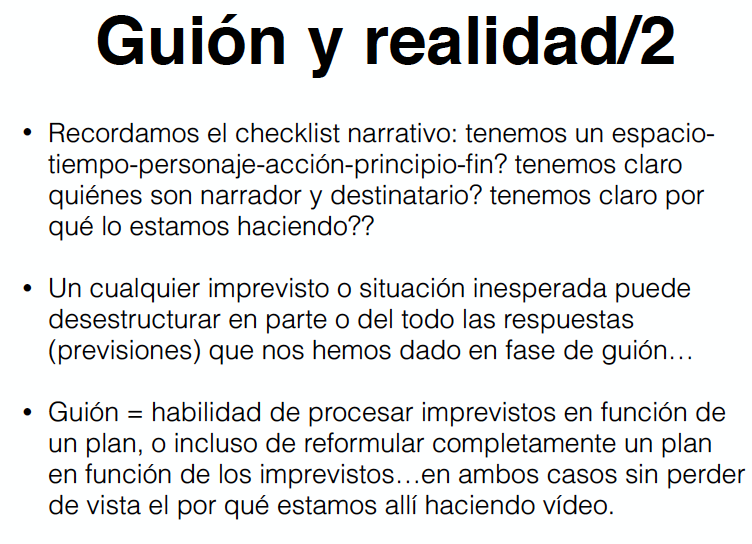 Guión y realidad/2
• Recordamos el checklist narrativo: tenemos un espacio-
tiempo-personaje-acción-principio-fin? tenemos claro
quiénes son narrador y destinatario? tenemos claro por
qué lo estamos haciendo??
• Un cualquier imprevisto o situación inesperada puede
desestructurar en parte o del todo las respuestas
(previsiones) que nos hemos dado en fase de guión…
• Guión = habilidad de procesar imprevistos en función de
un plan, o incluso de reformular completamente un plan
en función de los imprevistos…en ambos casos sin perder
de vista el por qué estamos allí haciendo vídeo.